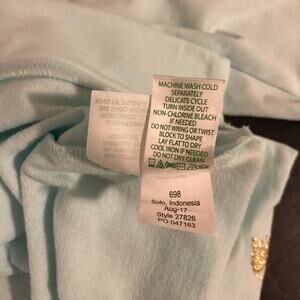 MACHINE WASH COLD
SEPARATELY
DELICATE CYCLE
TURN INSIDE OUT
NON-CHLORINE BLEACH
IF NEEDED
DO NOT WRING OR TWIST
BLOCK TO SHAPE
LAY FLAT TO DRY
COOL IRON IF NEEDED
DO NOT DRY CLEAN
698
Solo, Indonesia
Aug-17
Style 27826
PO 047163